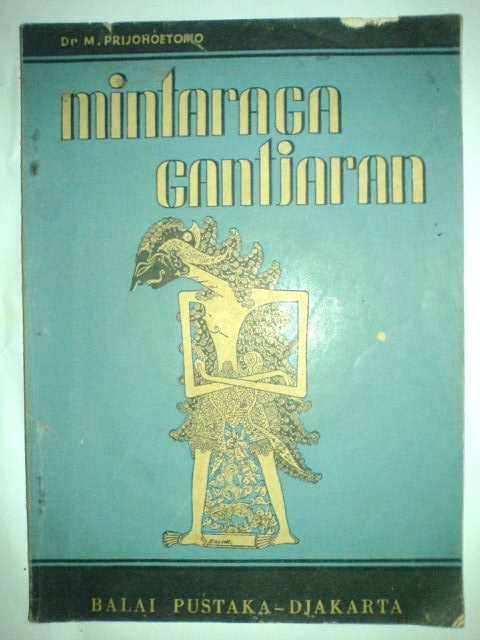 Dr M. PRIJOHOETOMO
mintaraga
gantjaran
BALAI PUSTAKA-DJAKARTA